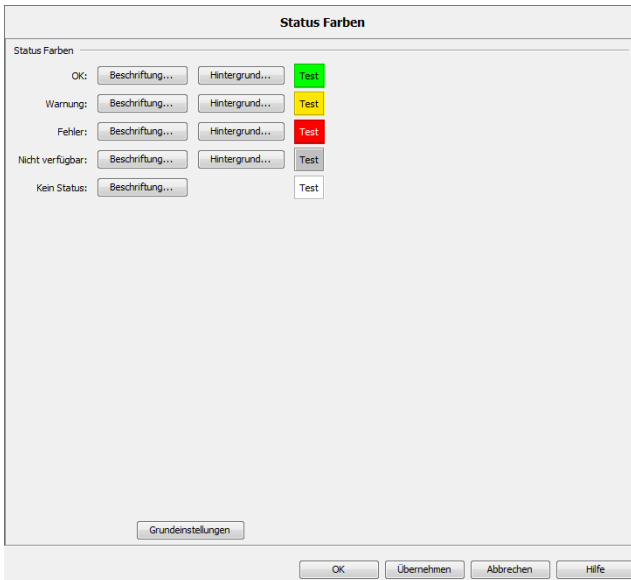 Status Farben
Status Farben
OK: Beschriftung... Hintergrund... Test
Warnung: Beschriftung... Hintergrund... Test
Fehler: Beschriftung... Hintergrund... Test
Nicht verfügbar: Beschriftung... Hintergrund... Test
Kein Status: Beschriftung... Test
Grundeinstellungen
OK Übernehmen Abbrechen Hilfe